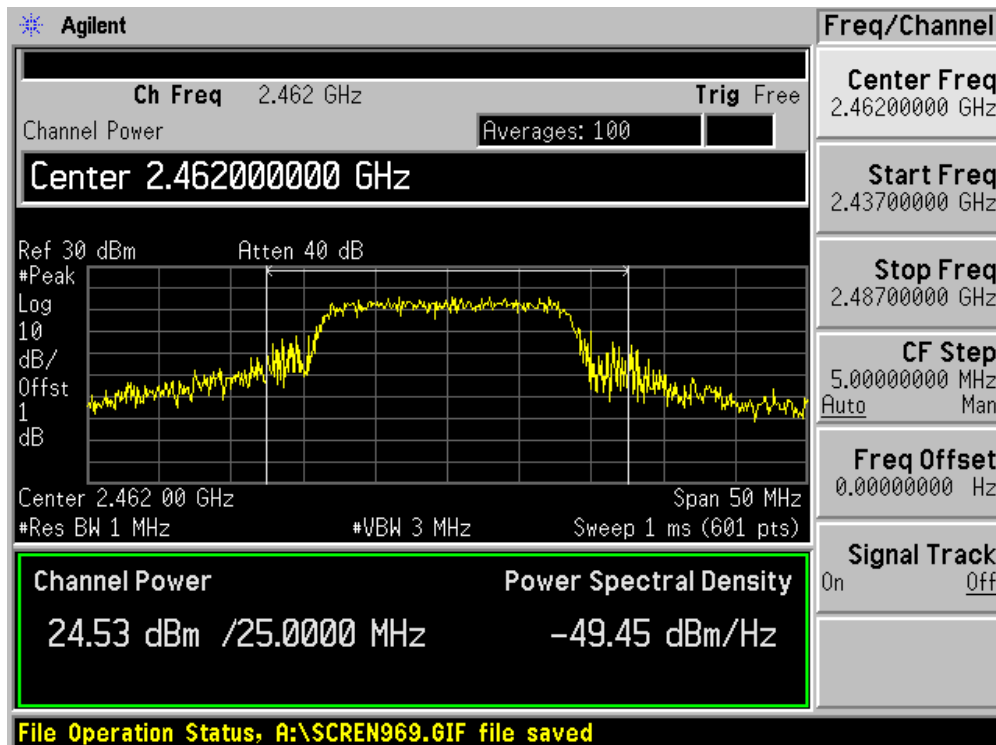 Agilent
Freq/Channel
Ch Freq 2.462 GHz Trig Free
Channel Power Averages: 100
Center 2.462000000 GHz
Ref 30 dBm Atten 40 dB
#Peak
Log
10
dB/
Offst
1
dB
Center 2.462 00 GHz Span 50 MHz
#Res BW 1 MHz #VBW 3 MHz Sweep 1 ms (601 pts)
Channel Power Power Spectral Density
24.53 dBm /25.0000 MHz -49.45 dBm/Hz
File Operation Status, A:\SCREN969.GIF file saved
Center Freq
2.46200000 GHz
Start Freq
2.43700000 GHz
Stop Freq
2.48700000 GHz
CF Step
5.00000000 MHz
Auto Man
Freq Offset
0.00000000 Hz
Signal Track
On Off